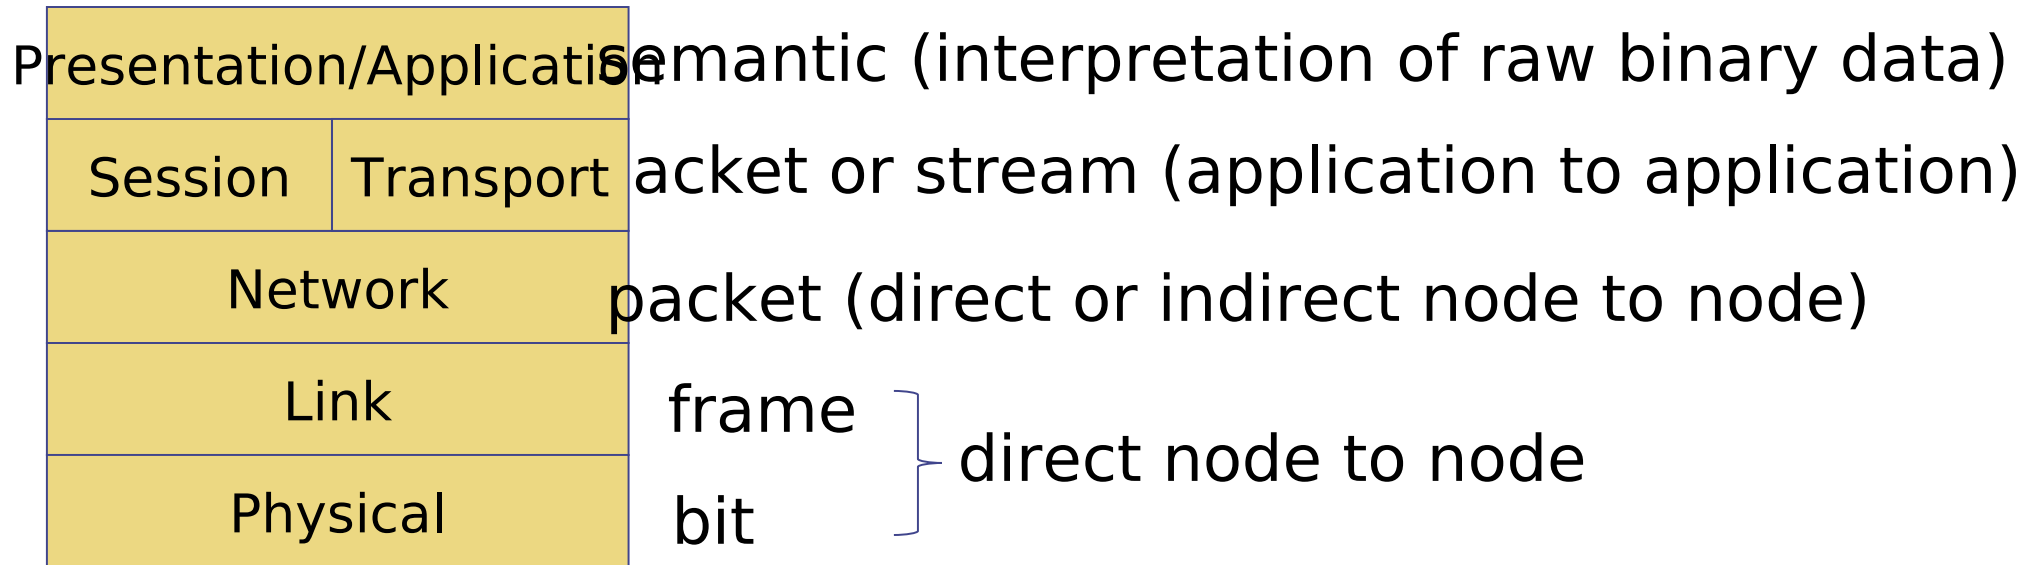 Presentation/Application semantic (interpretation of raw binary data)
Session Transport acket or stream (application to application)
Network packet (direct or indirect node to node)
Link frame
direct node to node
Physical bit